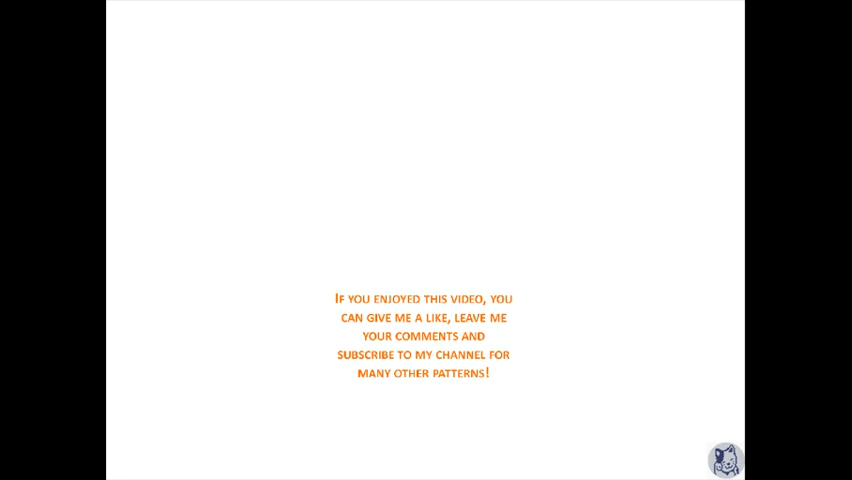 If you enjoyed this video, you
can give me a like, leave me
your comments and
subscribe to my channel for
many other patterns!